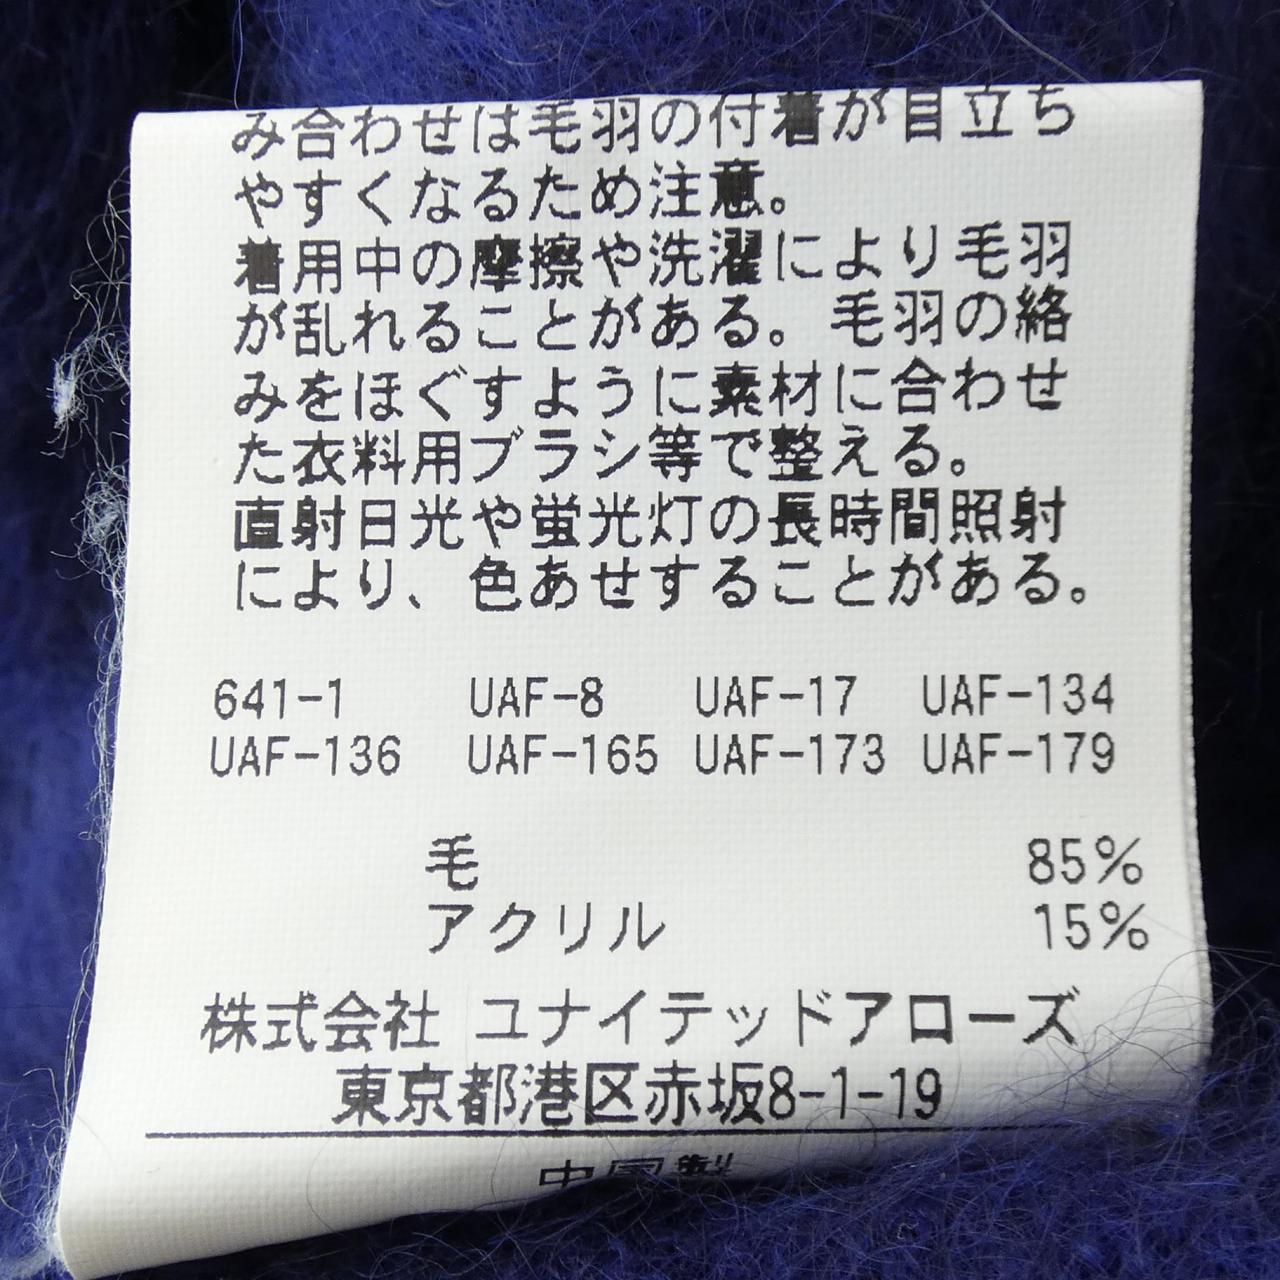 み合わせは毛羽の付着が目立ち
やすくなるため注意。
着用中の摩擦や洗濯により毛羽
が乱れることがある。毛羽の絡
みをほぐすように素材に合わせ
た衣料用ブラシ等で整える。
直射日光や蛍光灯の長時間照射
により、色あせすることがある。
641-1 UAF-8 UAF-17 UAF-134
UAF-136 UAF-165 UAF-173 UAF-179
毛 85%
アクリル 15%
株式会社 ユナイテッドアローズ
東京都港区赤坂8-1-19
中国製